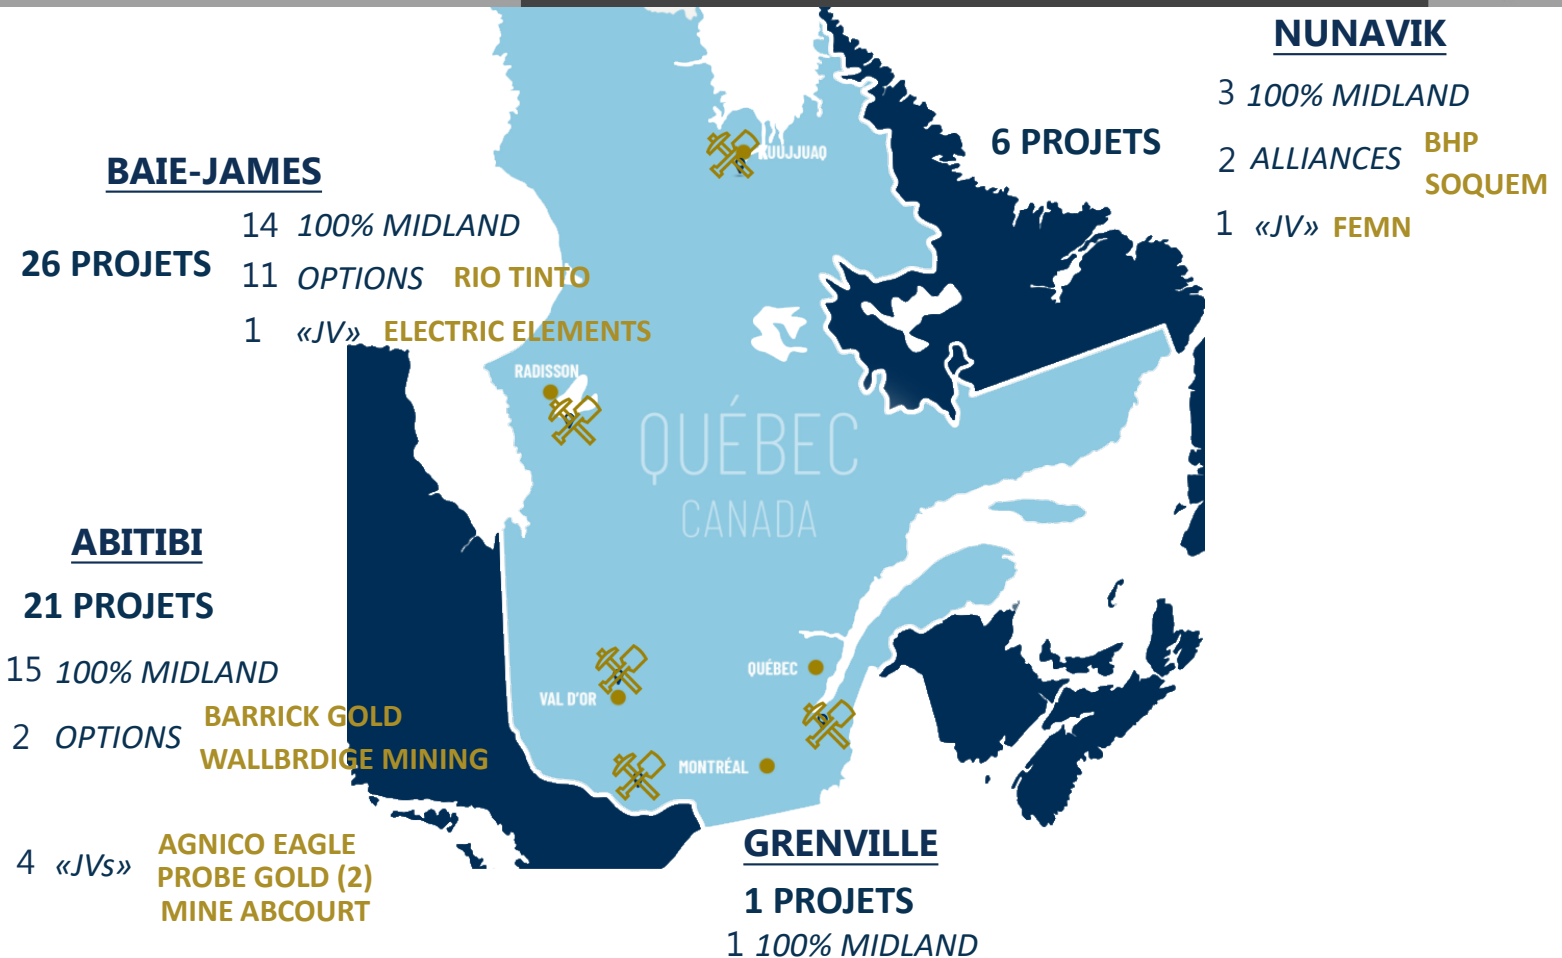 NUNAVIK
6 PROJETS
3 100% MIDLAND
2 ALLIANCES
BHP
SOQUEM
1 «JV» FEMN
KUUJJUAQ
BAIE-JAMES
26 PROJETS
14 100% MIDLAND
11 OPTIONS RIO TINTO
1 «JV» ELECTRIC ELEMENTS
RADISSON
QUÉBEC
CANADA
ABITIBI
21 PROJETS
15 100% MIDLAND
2 OPTIONS
BARRICK GOLD
WALLBRDIGE MINING
4 «JVs»
AGNICO EAGLE
PROBE GOLD (2)
MINE ABCOURT
VAL D'OR
QUÉBEC
MONTRÉAL
GRENVILLE
1 PROJETS
1 100% MIDLAND